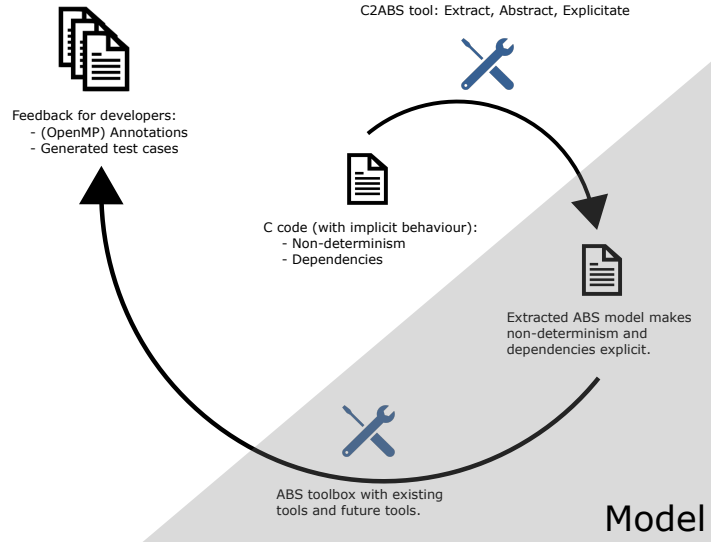 C2ABS tool: Extract, Abstract, Explicitate
Feedback for developers:
- (OpenMP) Annotations
- Generated test cases
C code (with implicit behaviour):
- Non-determinism
- Dependencies
Extracted ABS model makes
non-determinism and
dependencies explicit.
ABS toolbox with existing
tools and future tools.
Model